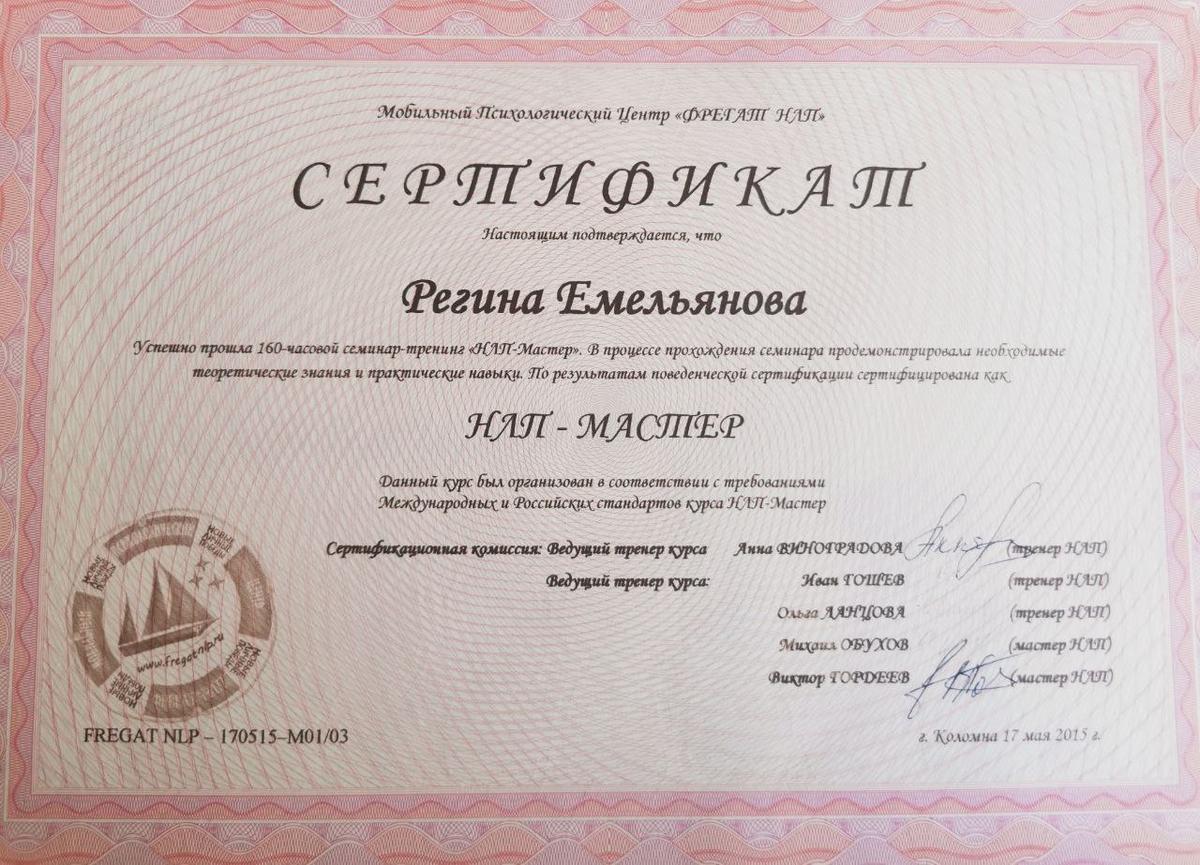 Мобильный Психологический Центр «ФРЕГАТ НЛП»
СЕРТИФИКАТ
Настоящим подтверждается, что
Регина Емельянова
Успешно прошла 160-часовой семинар-тренинг «НЛП-Мастер». В процессе прохождения семинара продемонстрировала необходимые
теоретические знания и практические навыки. По результатам поведенческой сертификации сертифицирована как
НЛП - МАСТЕР
Данный курс был организован в соответствии с требованиями
Международных и Российских стандартов курса НЛП-Мастер
Сертификационная комиссия: Ведущий тренер курса Анна ВИНОГРАДОВА (тренер НЛП)
Ведущий тренер курса: Иван ГОШЕВ (тренер НЛП)
Ольга ЛАНЦОВА (тренер НЛП)
Михаил ОБУХОВ (мастер НЛП)
Виктор ГОРДЕЕВ (мастер НЛП)
www.fregatnlp.ru
FREGAT NLP – 170515–M01/03
г. Коломна 17 мая 2015 г.